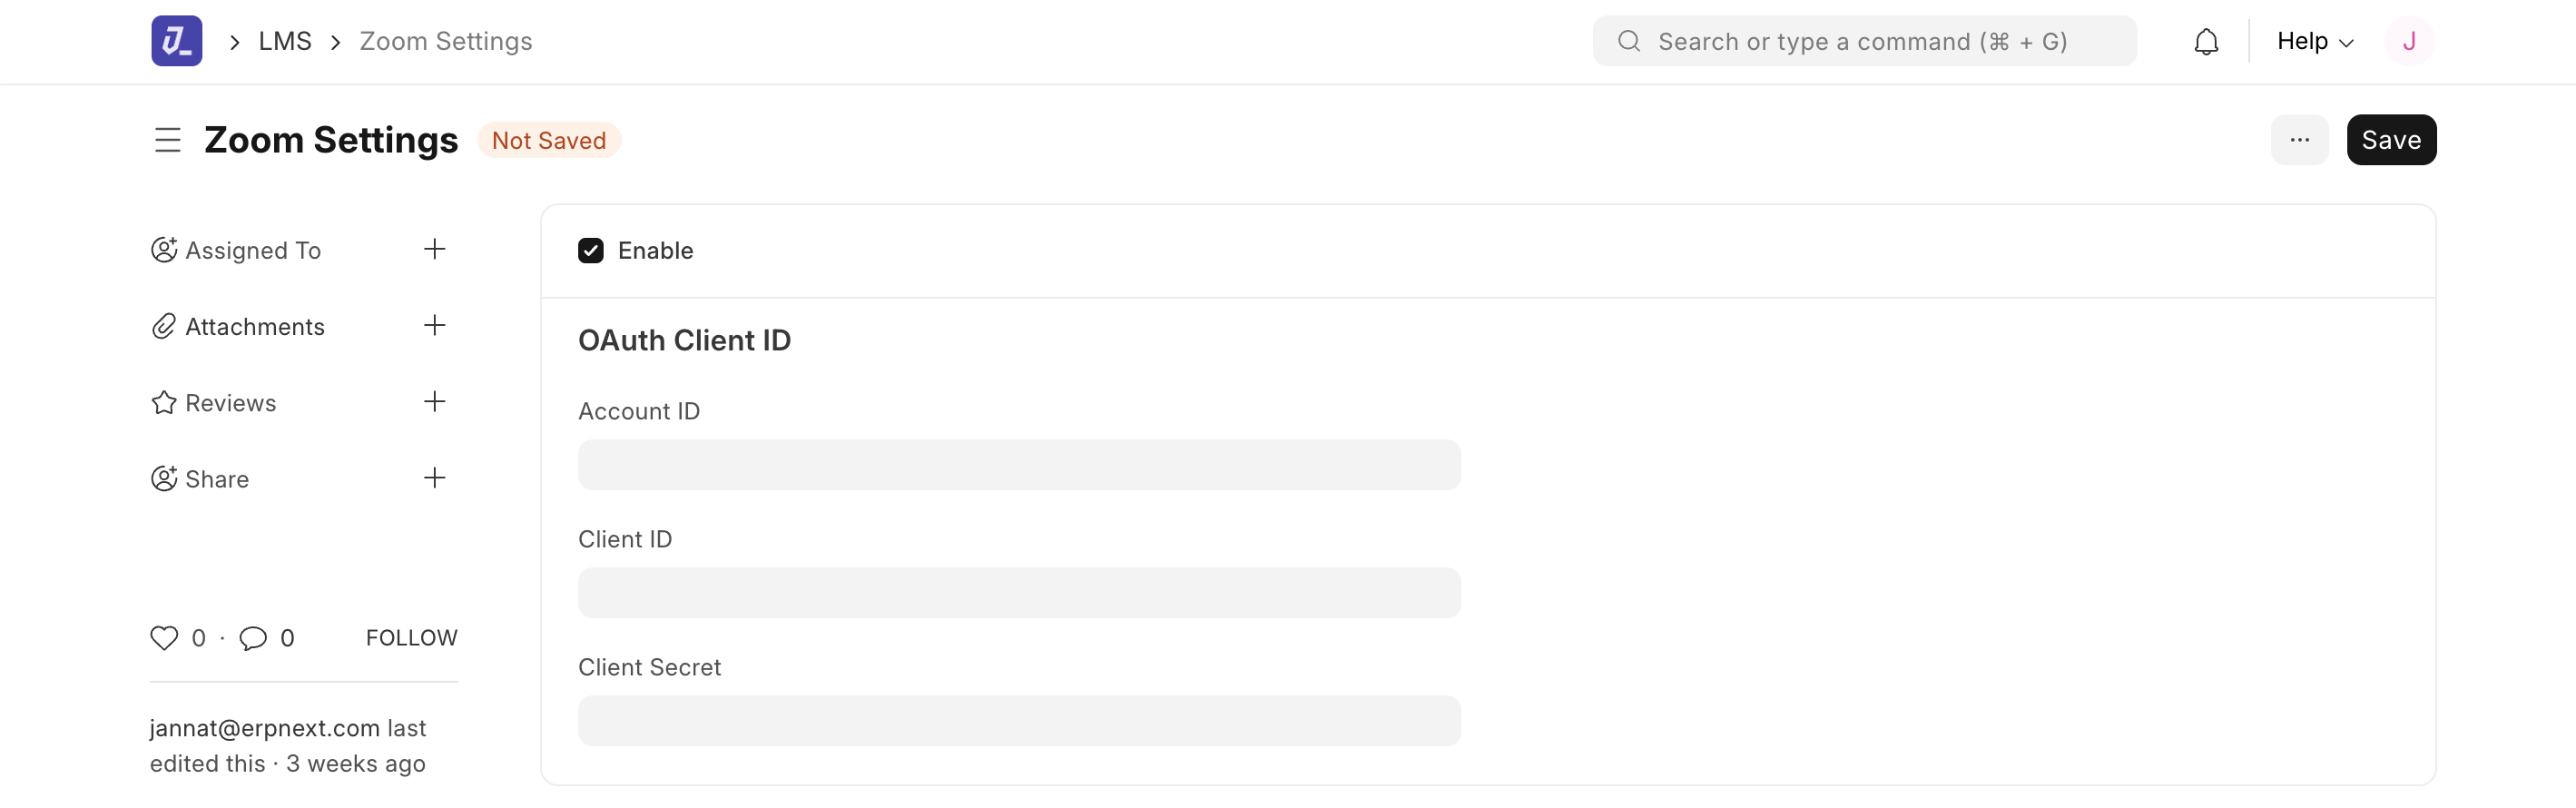 LMS
Zoom Settings
Search or type a command (⌘ + G)
Help
J
Zoom Settings
Not Saved
...
Save
Assigned To
Attachments
Reviews
Share
0 · 0
FOLLOW
jannat@erpnext.com last
edited this · 3 weeks ago
Enable
OAuth Client ID
Account ID
Client ID
Client Secret